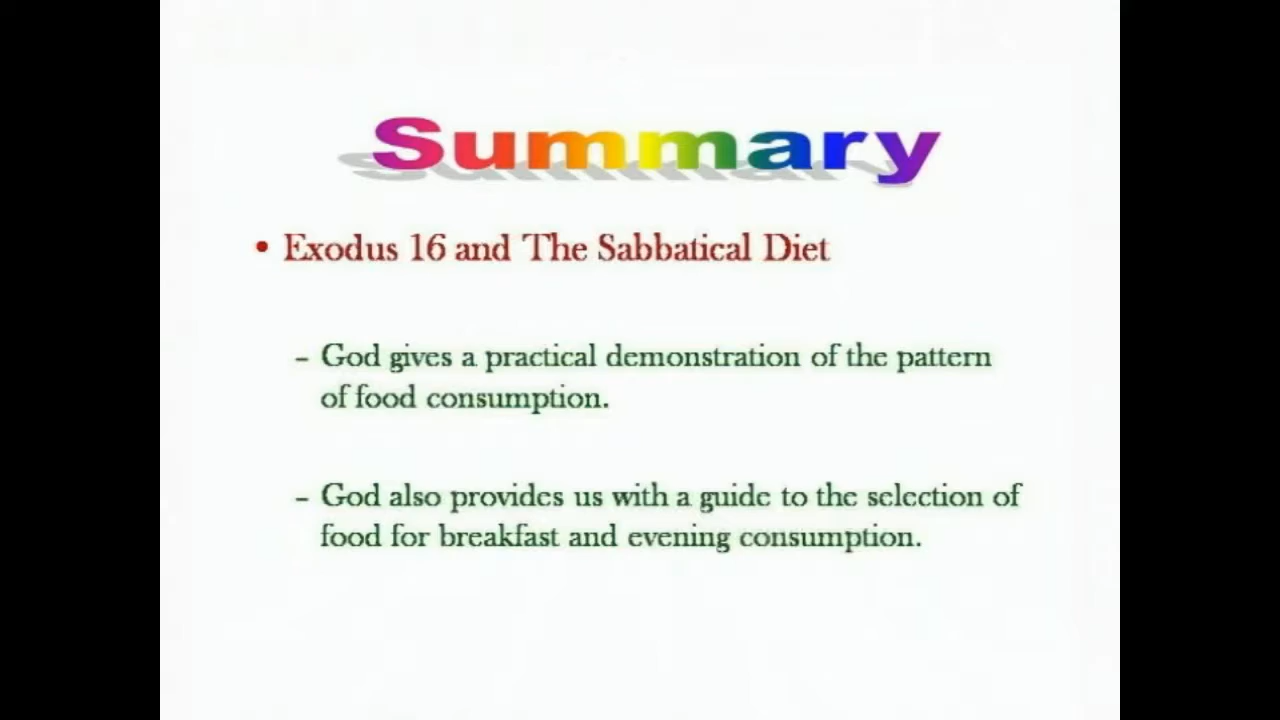 Summary
• Exodus 16 and The Sabbatical Diet
– God gives a practical demonstration of the pattern
of food consumption.
– God also provides us with a guide to the selection of
food for breakfast and evening consumption.